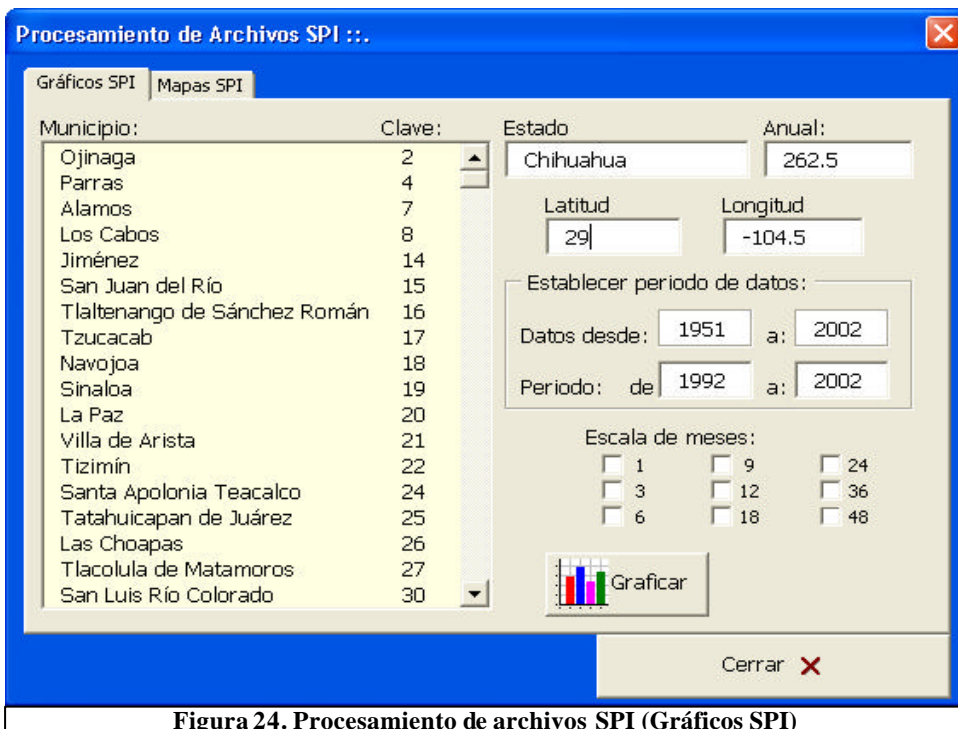 Procesamiento de Archivos SPI ::.
Gráficos SPI
Mapas SPI
Municipio:
Clave:
Ojinaga 2
Parras 4
Alamos 7
Los Cabos 8
Jiménez 14
San Juan del Río 15
Tlaltenango de Sánchez Román 16
Tzucacab 17
Navojoa 18
Sinaloa 19
La Paz 20
Villa de Arista 21
Tizimín 22
Santa Apolonia Teacalco 24
Tatahuicapan de Juárez 25
Las Choapas 26
Tlacolula de Matamoros 27
San Luis Río Colorado 30
Estado
Anual:
Chihuahua
262.5
Latitud
Longitud
29
-104.5
Establecer periodo de datos:
Datos desde: 1951 a: 2002
Periodo: de 1992 a: 2002
Escala de meses:
1 9 24
3 12 36
6 18 48
Graficar
Cerrar
Figura 24. Procesamiento de archivos SPI (Gráficos SPI)